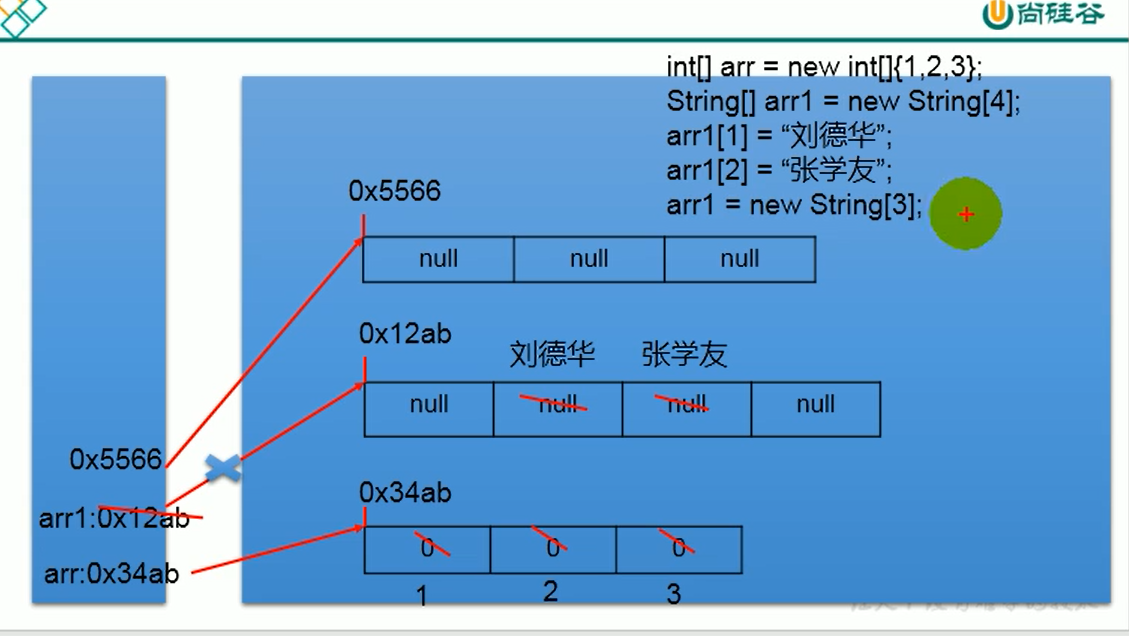 尚硅谷
int[] arr = new int[]{1,2,3};
String[] arr1 = new String[4];
arr1[1] = “刘德华”;
arr1[2] = “张学友”;
arr1 = new String[3];
0x5566
null null null
0x12ab
刘德华 张学友
null null null null
0x5566
arr1:0x12ab
0x34ab
0 0 0
arr:0x34ab
1 2 3